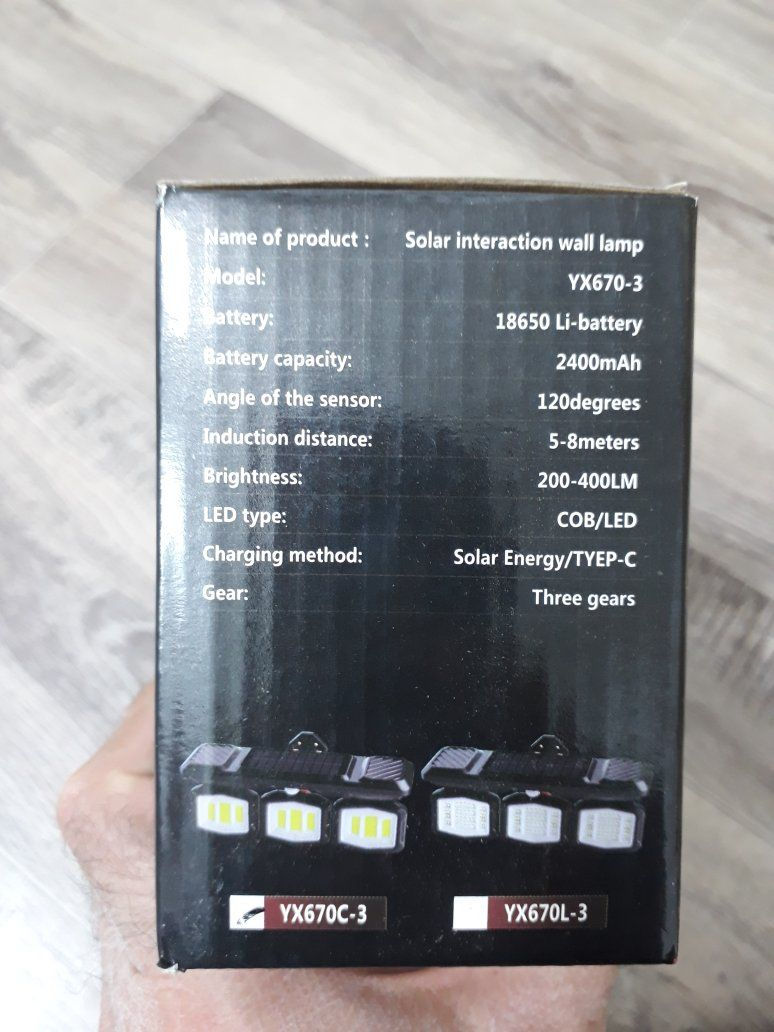 Name of product : Solar interaction wall lamp
Model: YX670-3
Battery: 18650 Li-battery
Battery capacity: 2400mAh
Angle of the sensor: 120degrees
Induction distance: 5-8meters
Brightness: 200-400LM
LED type: COB/LED
Charging method: Solar Energy/TYEP-C
Gear: Three gears
YX670C-3 YX670L-3